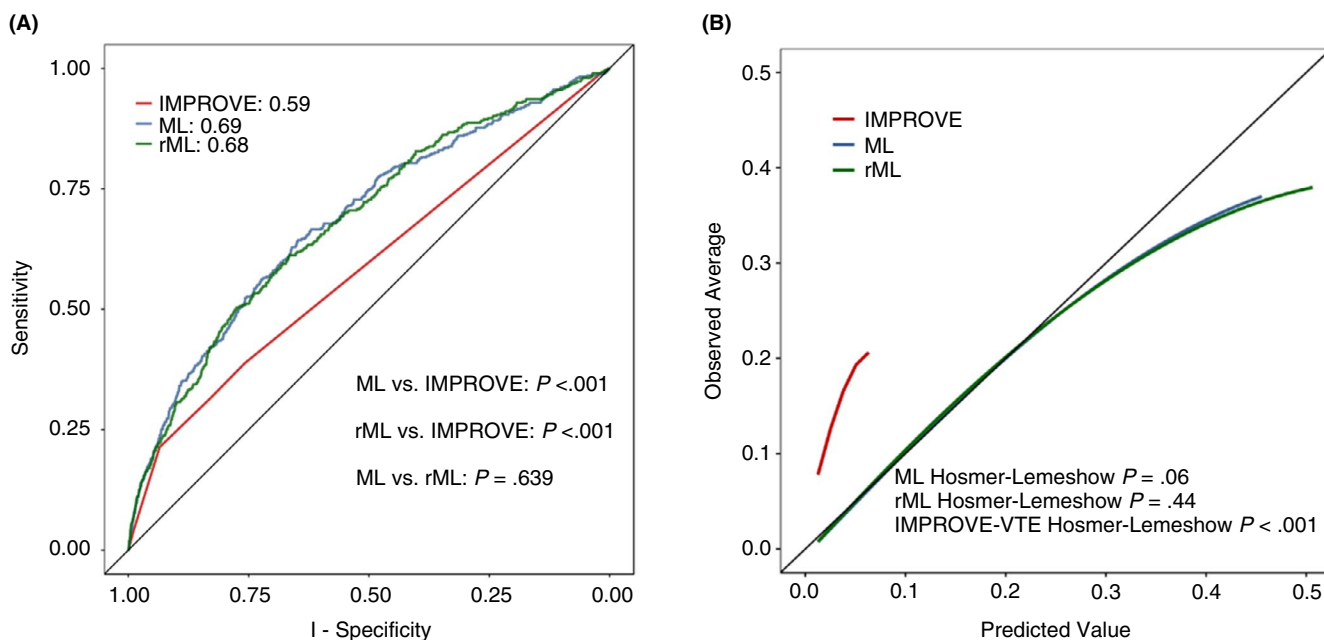 (A)
1.00
0.75
0.50
0.25
0.00
Sensitivity
IMPROVE: 0.59
ML: 0.69
rML: 0.68
ML vs. IMPROVE: P <.001
rML vs. IMPROVE: P <.001
ML vs. rML: P = .639
1.00 0.75 0.50 0.25 0.00
I - Specificity
(B)
0.5
0.4
0.3
0.2
0.1
0.0
Observed Average
IMPROVE
ML
rML
ML Hosmer-Lemeshow P = .06
rML Hosmer-Lemeshow P = .44
IMPROVE-VTE Hosmer-Lemeshow P < .001
0.0 0.1 0.2 0.3 0.4 0.5
Predicted Value